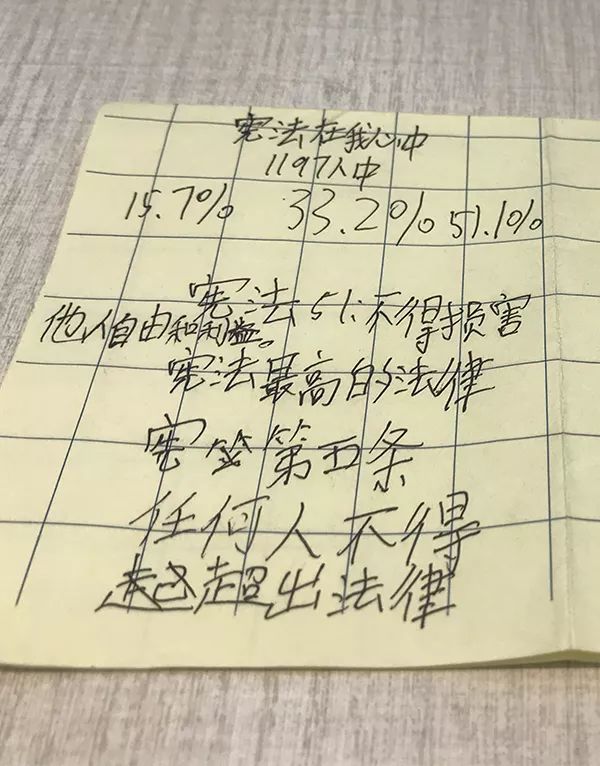 宪法在我心中
1197人中
15.7% 33.2% 51.1%
宪法51:不得损害
他人自由和利益。
宪法最高的法律
宪法第五条
任何人不得
越超出法律